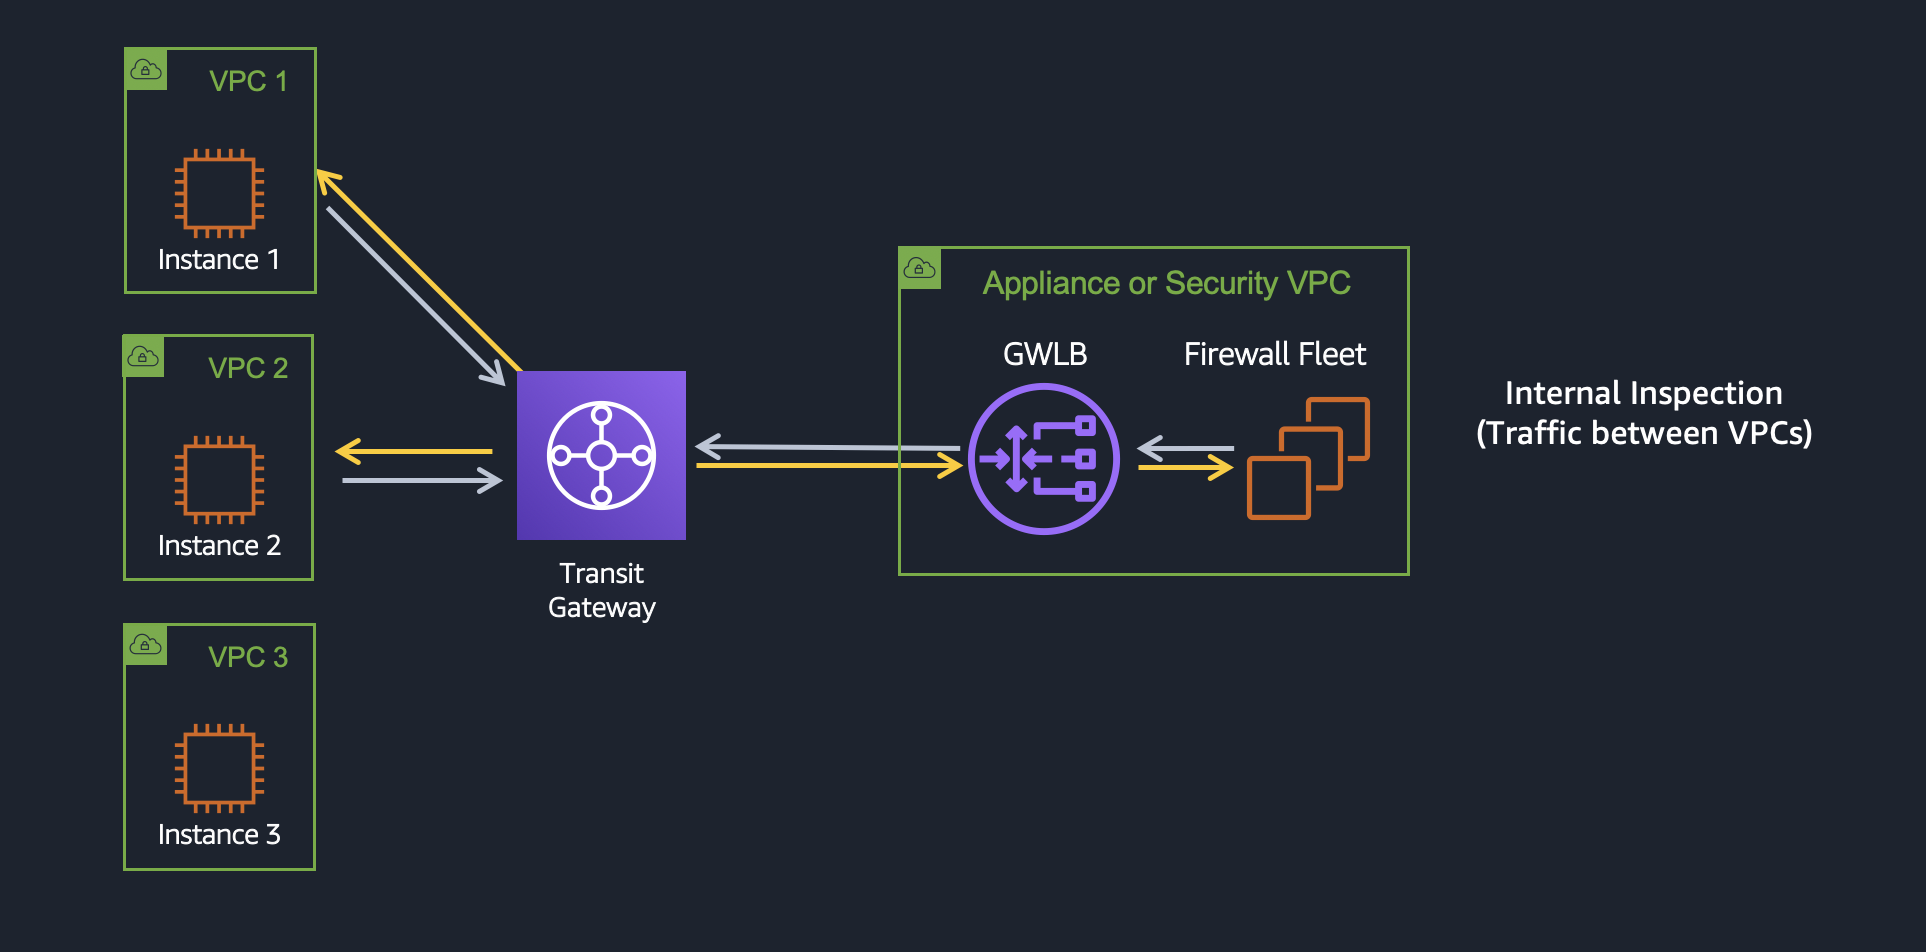 VPC 1
Instance 1
VPC 2
Instance 2
VPC 3
Instance 3
Transit
Gateway
Appliance or Security VPC
GWLB
Firewall Fleet
Internal Inspection
(Traffic between VPCs)